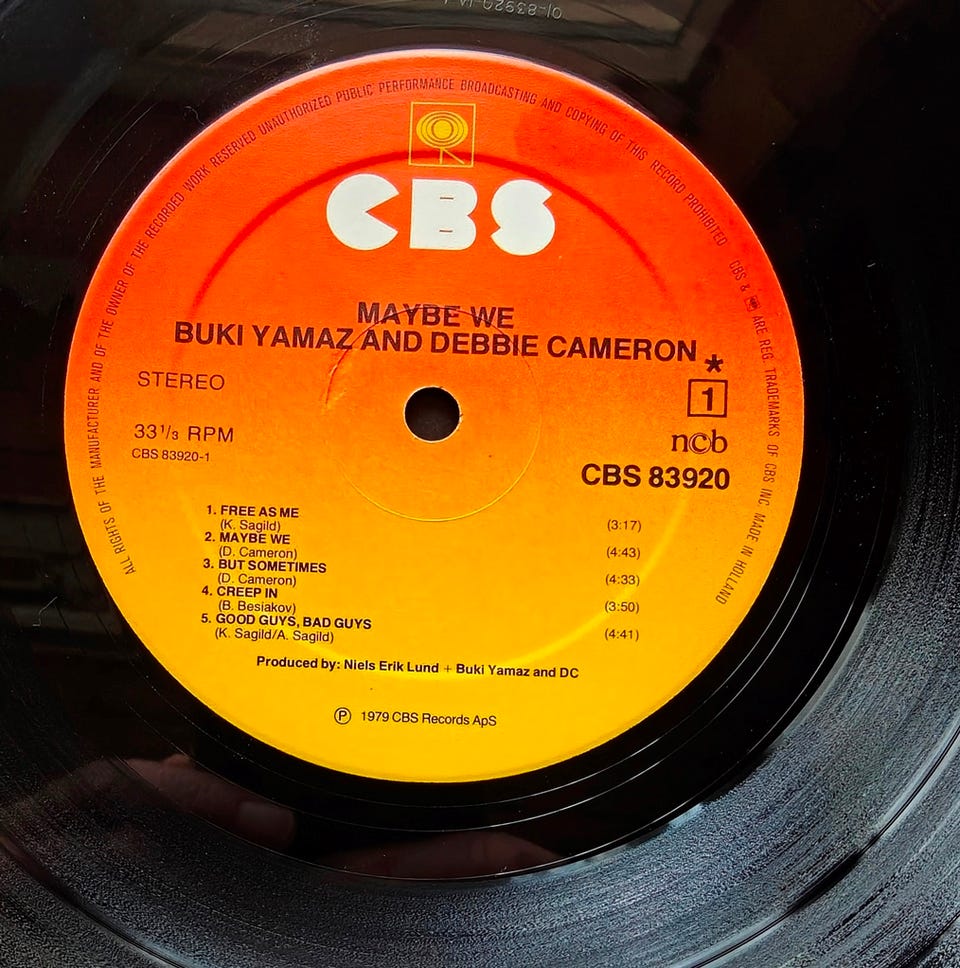 ALL RIGHTS OF THE MANUFACTURER AND OF THE OWNER OF THE RECORDED WORK RESERVED UNAUTHORIZED PUBLIC PERFORMANCE BROADCASTING AND COPYING OF THIS RECORD PROHIBITED
CBS & ARE REG. TRADEMARKS OF CBS INC. MADE IN HOLLAND
CBS
MAYBE WE
BUKI YAMAZ AND DEBBIE CAMERON *
STEREO
1
33 1/3 RPM
ncb
CBS 83920-1
CBS 83920
1. FREE AS ME
(K. Sagild) (3:17)
2. MAYBE WE
(D. Cameron) (4:43)
3. BUT SOMETIMES
(D. Cameron) (4:33)
4. CREEP IN
(B. Besiakov) (3:50)
5. GOOD GUYS, BAD GUYS
(K. Sagild/A. Sagild) (4:41)
Produced by: Niels Erik Lund + Buki Yamaz and DC
℗ 1979 CBS Records ApS